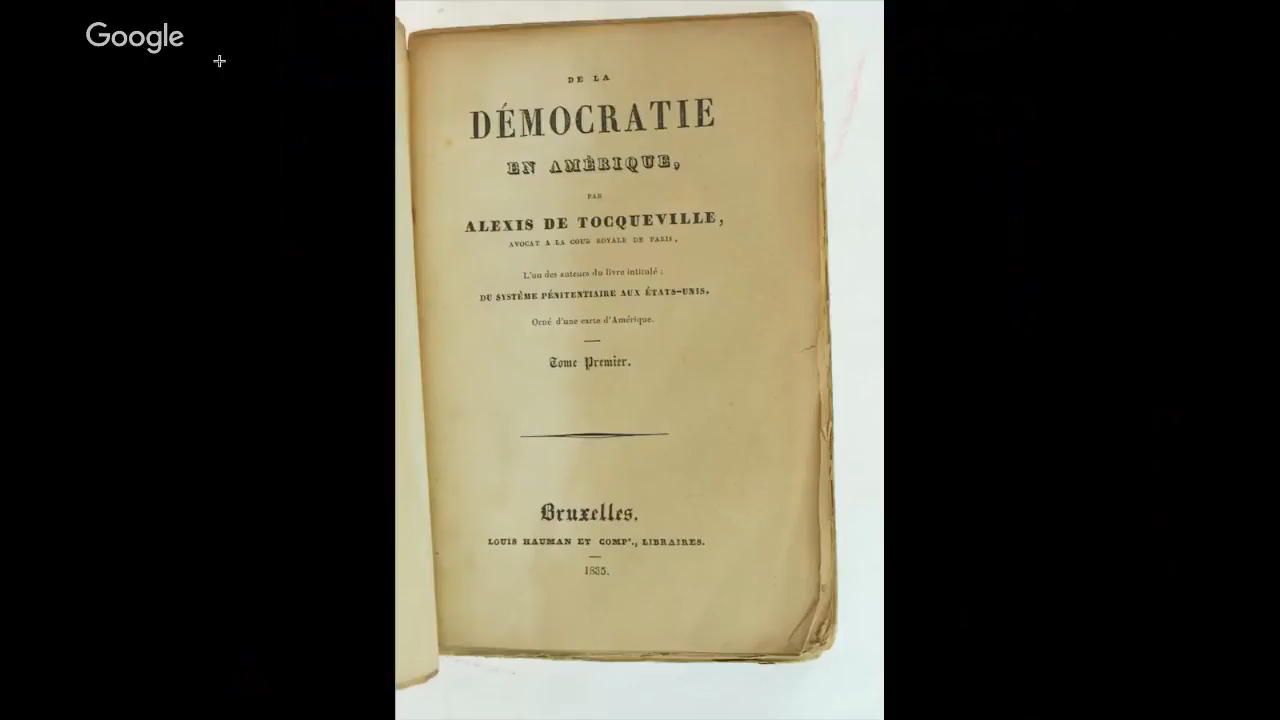 Google
DE LA
DÉMOCRATIE
EN AMÉRIQUE,
PAR
ALEXIS DE TOCQUEVILLE,
AVOCAT A LA COUR ROYALE DE PARIS,
L'un des auteurs du livre intitulé :
DU SYSTÈME PÉNITENTIAIRE AUX ÉTATS-UNIS.
Orné d'une carte d'Amérique.
Tome Premier.
Bruxelles.
LOUIS HAUMAN ET COMPe., LIBRAIRES.
1835.